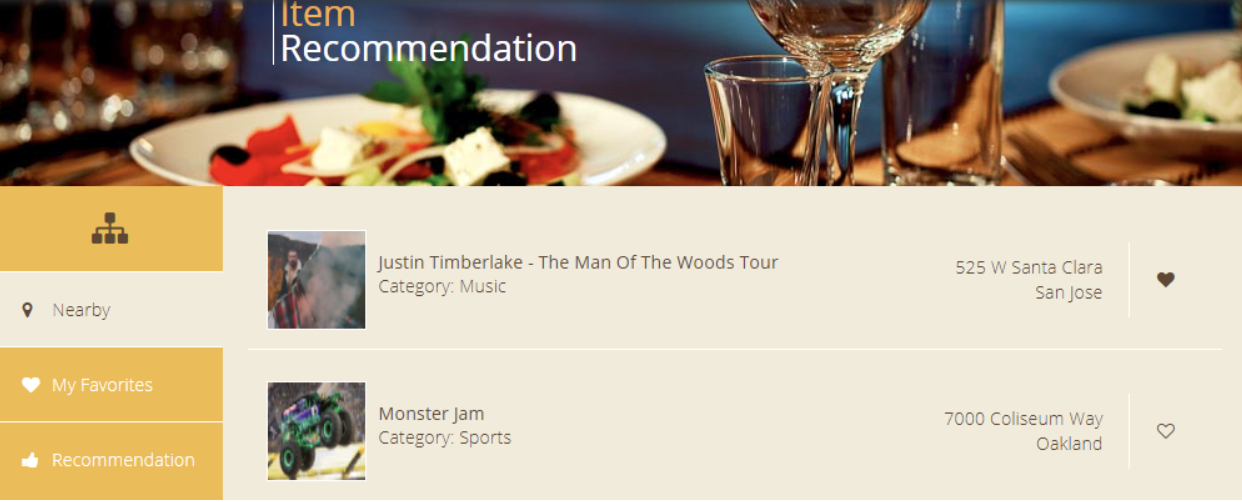 Item
Recommendation
Nearby
My Favorites
Recommendation
Justin Timberlake - The Man Of The Woods Tour
Category: Music
525 W Santa Clara
San Jose
Monster Jam
Category: Sports
7000 Coliseum Way
Oakland